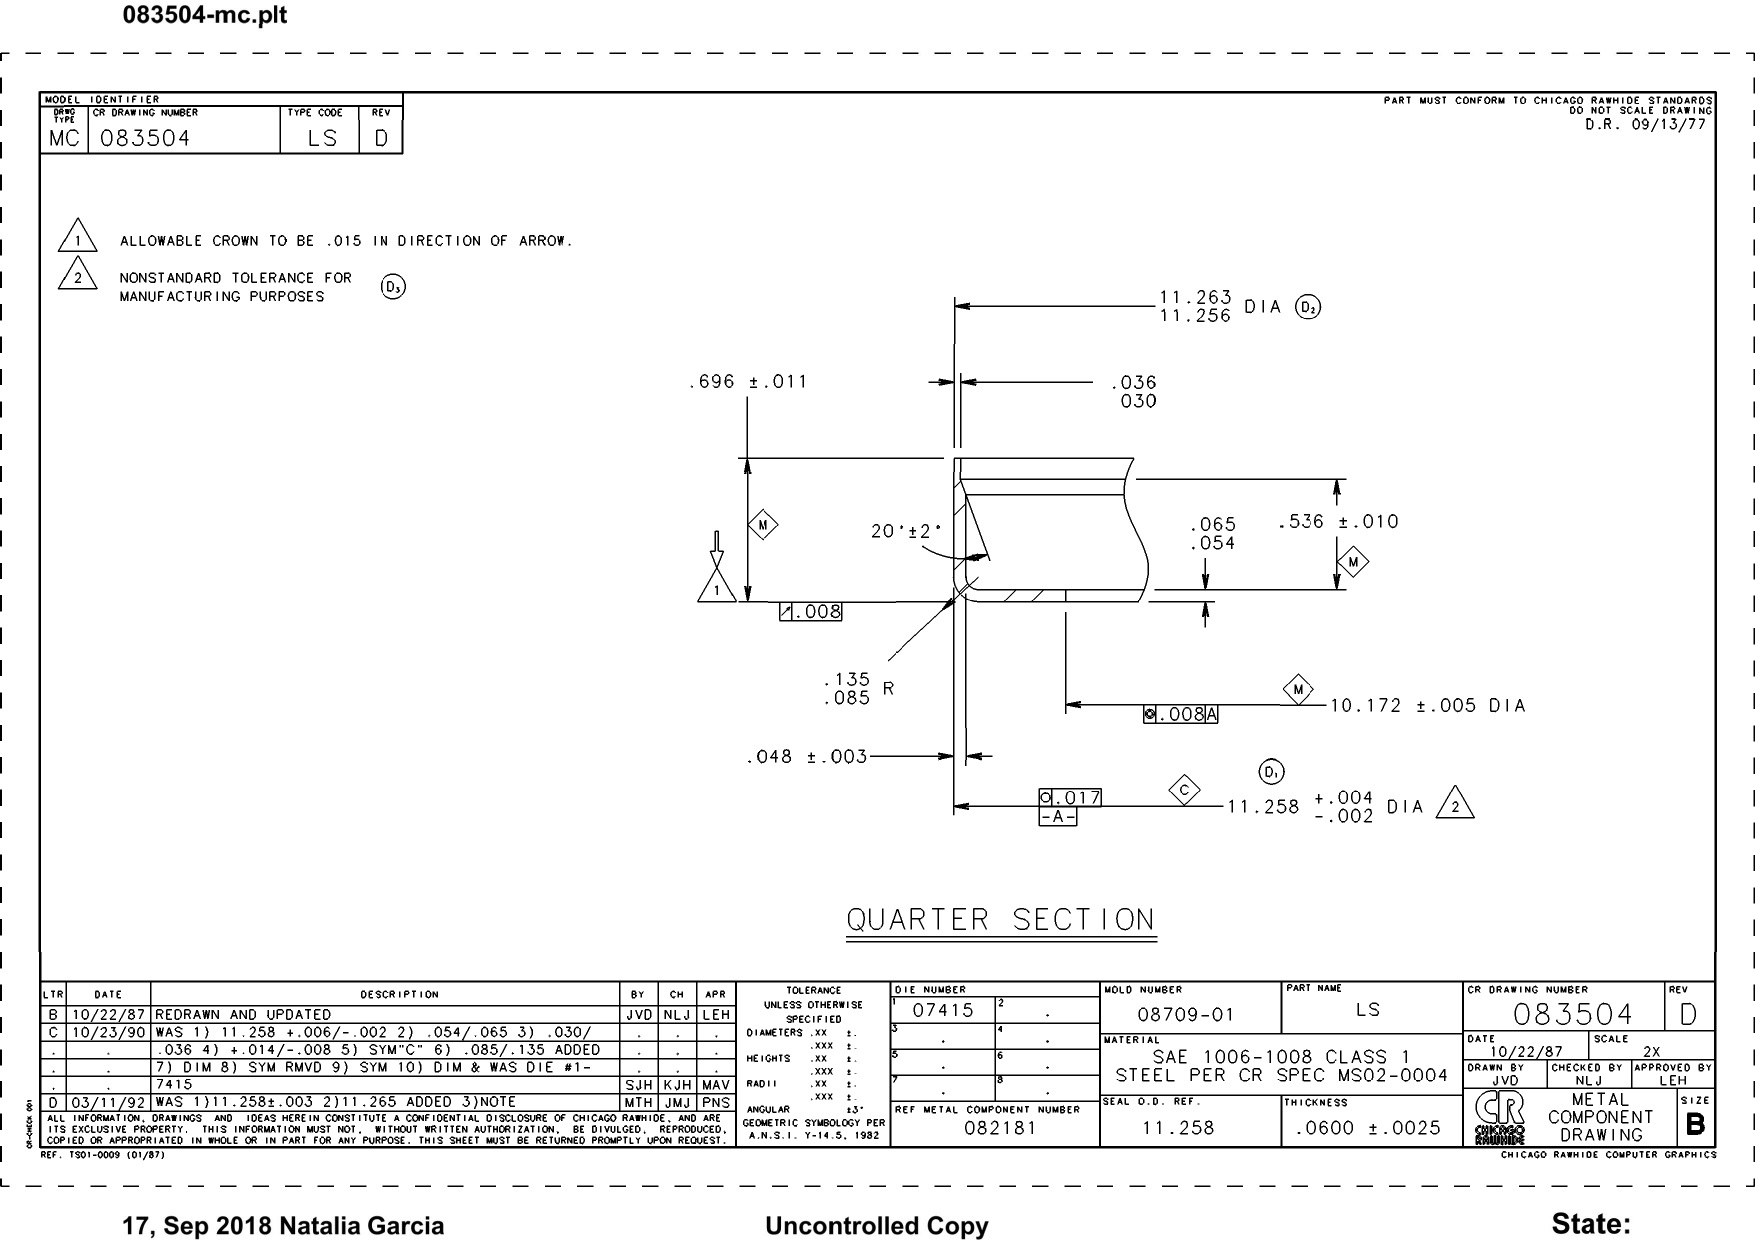 083504-mc.plt
MODEL IDENTIFIER
DRWG TYPE
CR DRAWING NUMBER
TYPE CODE
REV
MC
083504
LS
D
PART MUST CONFORM TO CHICAGO RAWHIDE STANDARDS
DO NOT SCALE DRAWING
D.R. 09/13/77
1 ALLOWABLE CROWN TO BE .015 IN DIRECTION OF ARROW.
2 NONSTANDARD TOLERANCE FOR
MANUFACTURING PURPOSES D3
11.263
11.256 DIA D2
.696 ±.011
.036
030
M
20°±2°
.065
.054
.536 ±.010
M
1
.008
.135
.085 R
M
.008 A
10.172 ±.005 DIA
.048 ±.003
D1
.017
C
-A-
11.258 +.004
-.002 DIA 2
QUARTER SECTION
LTR DATE DESCRIPTION BY CH APR
B 10/22/87 REDRAWN AND UPDATED JVD NLJ LEH
C 10/23/90 WAS 1) 11.258 +.006/-.002 2) .054/.065 3) .030/ . . .
. . .036 4) +.014/-.008 5) SYM"C" 6) .085/.135 ADDED . . .
. . 7) DIM 8) SYM RMVD 9) SYM 10) DIM & WAS DIE #1- . . .
. . 7415 SJH KJH MAV
D 03/11/92 WAS 1)11.258±.003 2)11.265 ADDED 3)NOTE MTH JMJ PNS
ALL INFORMATION, DRAWINGS AND IDEAS HEREIN CONSTITUTE A CONFIDENTIAL DISCLOSURE OF CHICAGO RAWHIDE, AND ARE
ITS EXCLUSIVE PROPERTY. THIS INFORMATION MUST NOT, WITHOUT WRITTEN AUTHORIZATION, BE DIVULGED, REPRODUCED,
COPIED OR APPROPRIATED IN WHOLE OR IN PART FOR ANY PURPOSE. THIS SHEET MUST BE RETURNED PROMPTLY UPON REQUEST.
CR-CHECK 001
REF. TS01-0009 (01/87)
TOLERANCE
UNLESS OTHERWISE
SPECIFIED
DIAMETERS .XX ±.
.XXX ±.
HEIGHTS .XX ±.
.XXX ±.
RADII .XX ±.
.XXX ±.
ANGULAR ±3°
GEOMETRIC SYMBOLOGY PER
A.N.S.I. Y-14.5, 1982
DIE NUMBER
1 07415 2 .
3 . 4 .
5 . 6 .
7 . 8 .
REF METAL COMPONENT NUMBER
082181
MOLD NUMBER
08709-01
PART NAME
LS
MATERIAL
SAE 1006-1008 CLASS 1
STEEL PER CR SPEC MS02-0004
SEAL O.D. REF.
11.258
THICKNESS
.0600 ±.0025
CR DRAWING NUMBER
083504
REV
D
DATE
10/22/87
SCALE
2X
DRAWN BY
JVD
CHECKED BY
NLJ
APPROVED BY
LEH
CR
CHICAGO
RAWHIDE
METAL
COMPONENT
DRAWING
SIZE
B
CHICAGO RAWHIDE COMPUTER GRAPHICS
17, Sep 2018 Natalia Garcia
Uncontrolled Copy
State: